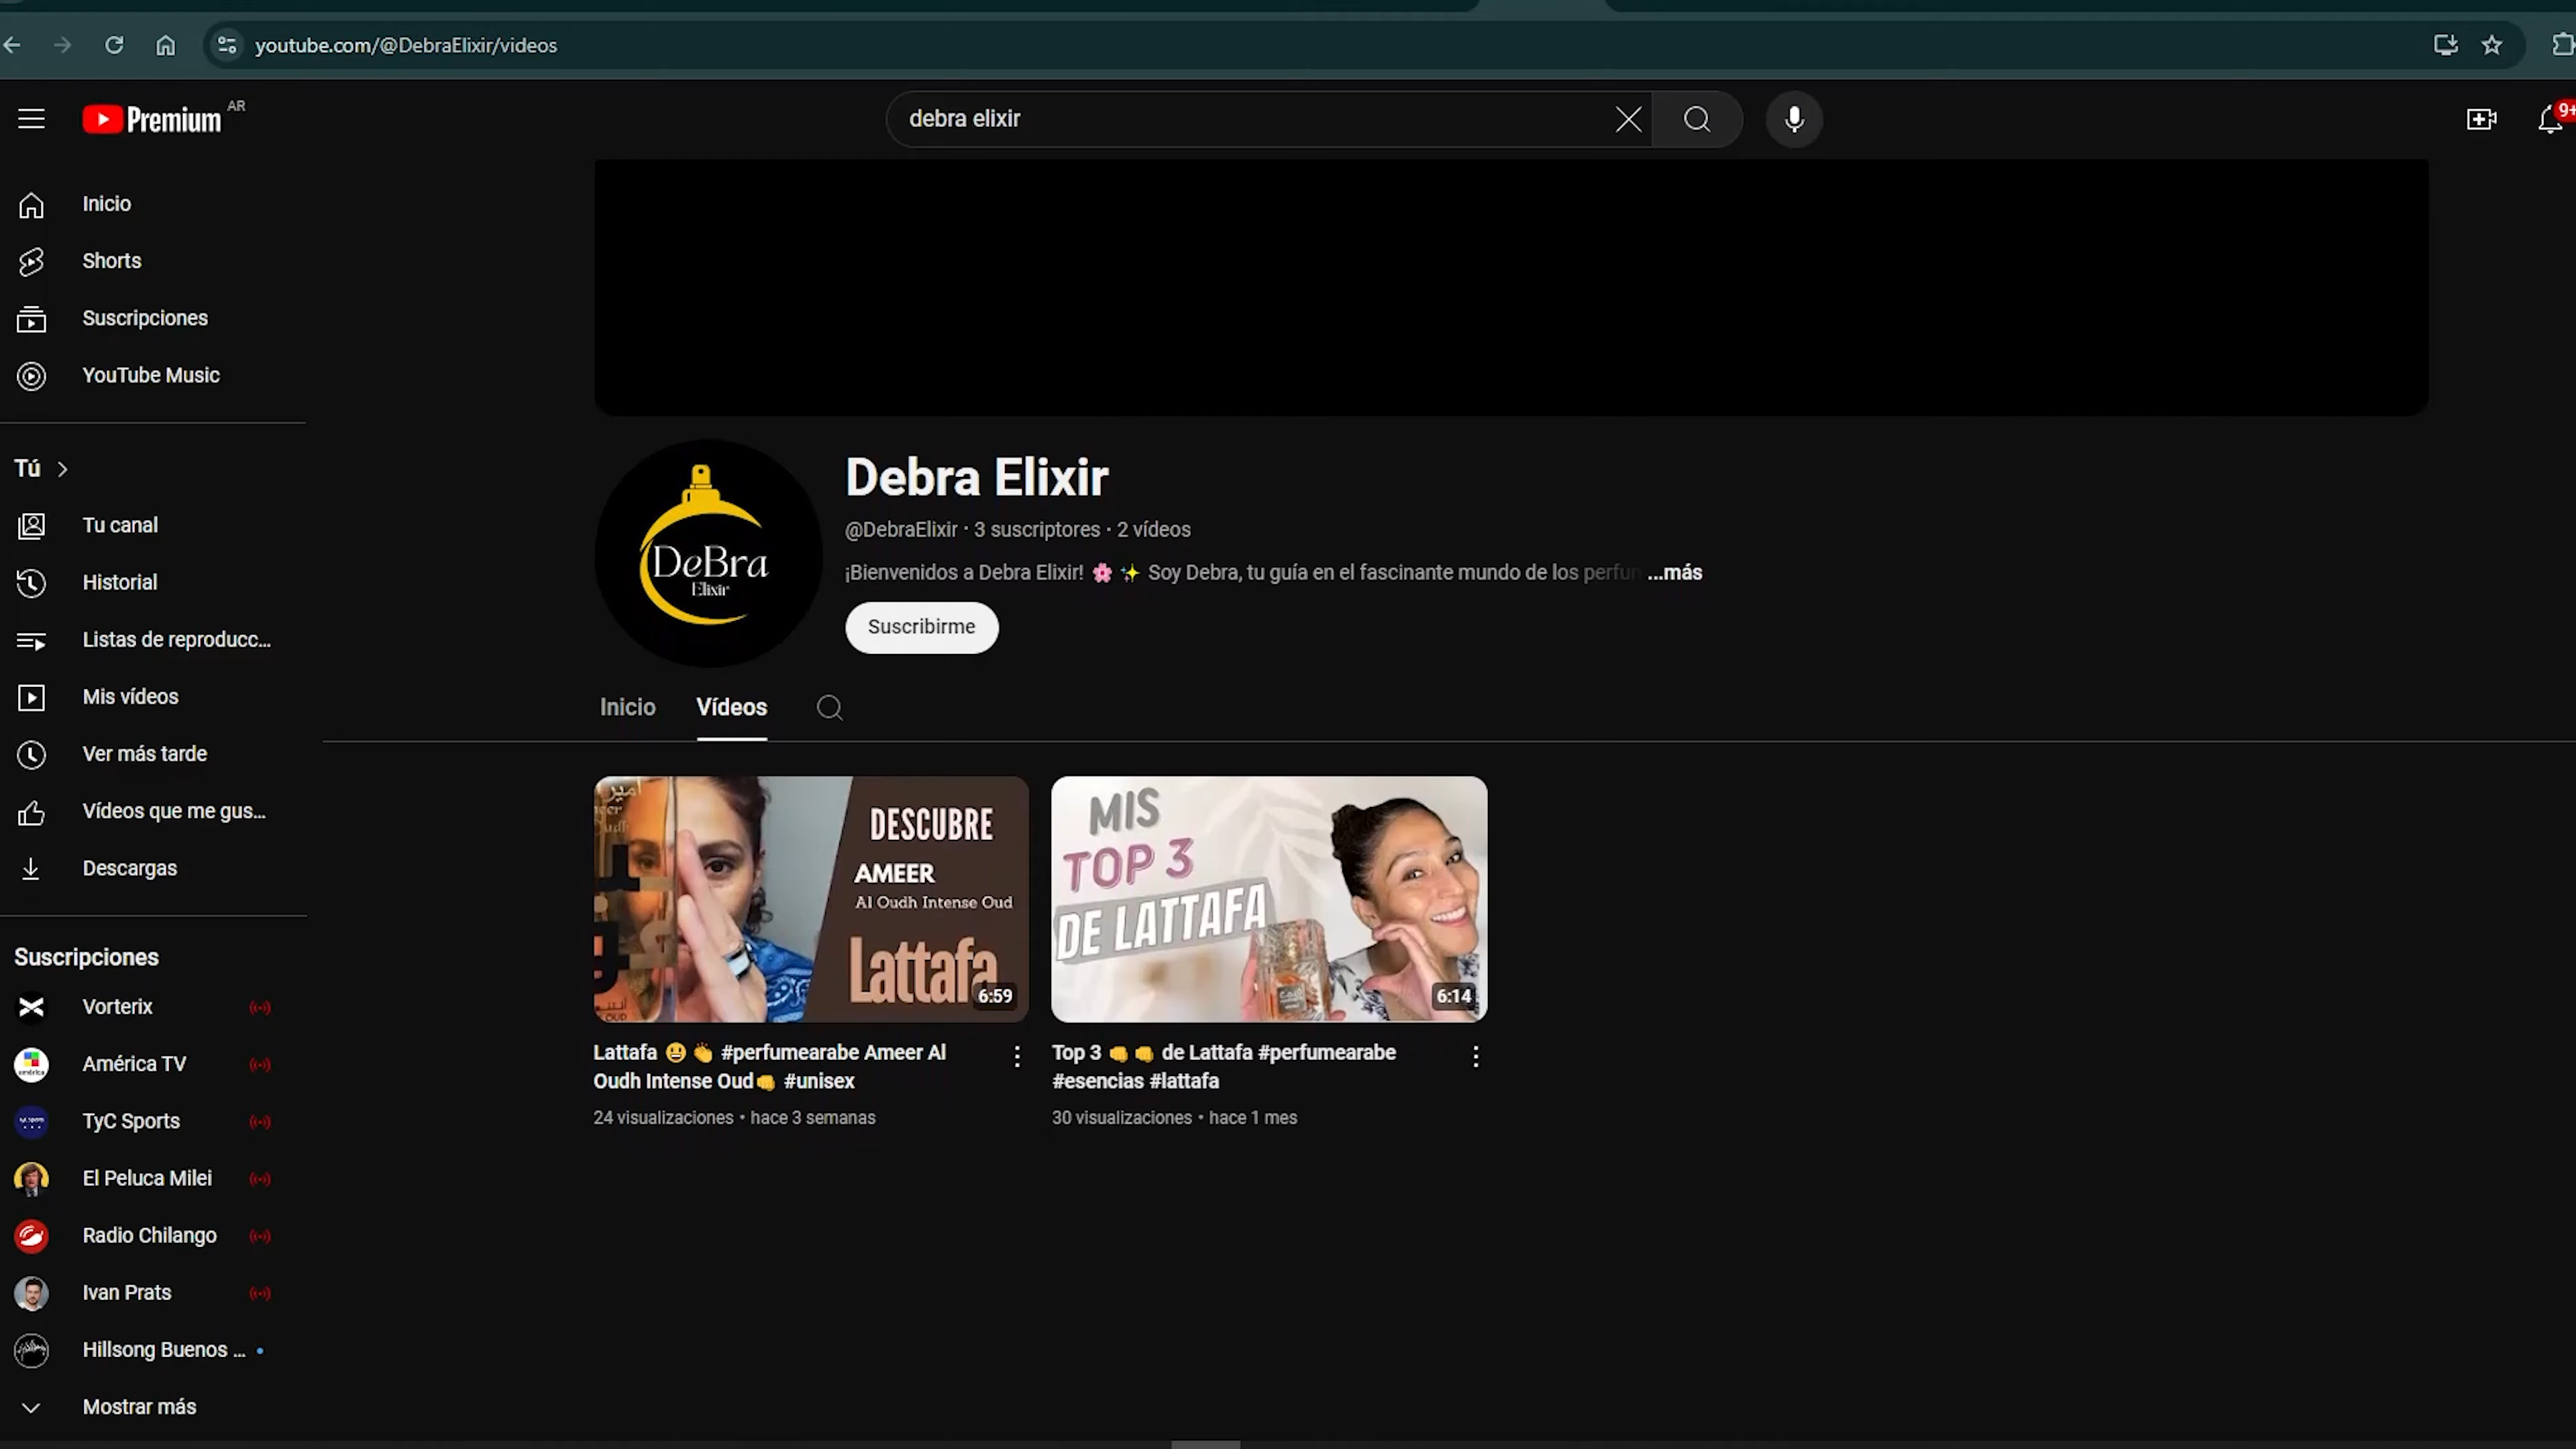 youtube.com/@DebraElixir/videos
Premium AR
debra elixir
9+
Inicio
Shorts
Suscripciones
YouTube Music
Tú
Tu canal
Historial
Listas de reproducc...
Mis vídeos
Ver más tarde
Vídeos que me gus...
Descargas
Suscripciones
Vorterix
América TV
TyC Sports
El Peluca Milei
Radio Chilango
Ivan Prats
Hillsong Buenos ...
Mostrar más
DeBra
Elixir
Debra Elixir
@DebraElixir · 3 suscriptores · 2 vídeos
¡Bienvenidos a Debra Elixir! 🌸 ✨ Soy Debra, tu guía en el fascinante mundo de los perfun ...más
Suscribirme
Inicio
Vídeos
DESCUBRE
AMEER
Al Oudh Intense Oud
Lattafa
6:59
Lattafa 😃 👏 #perfumearabe Ameer Al
Oudh Intense Oud👊 #unisex
24 visualizaciones • hace 3 semanas
MIS
TOP 3
DE LATTAFA
6:14
Top 3 👊 👊 de Lattafa #perfumearabe
#esencias #lattafa
30 visualizaciones • hace 1 mes